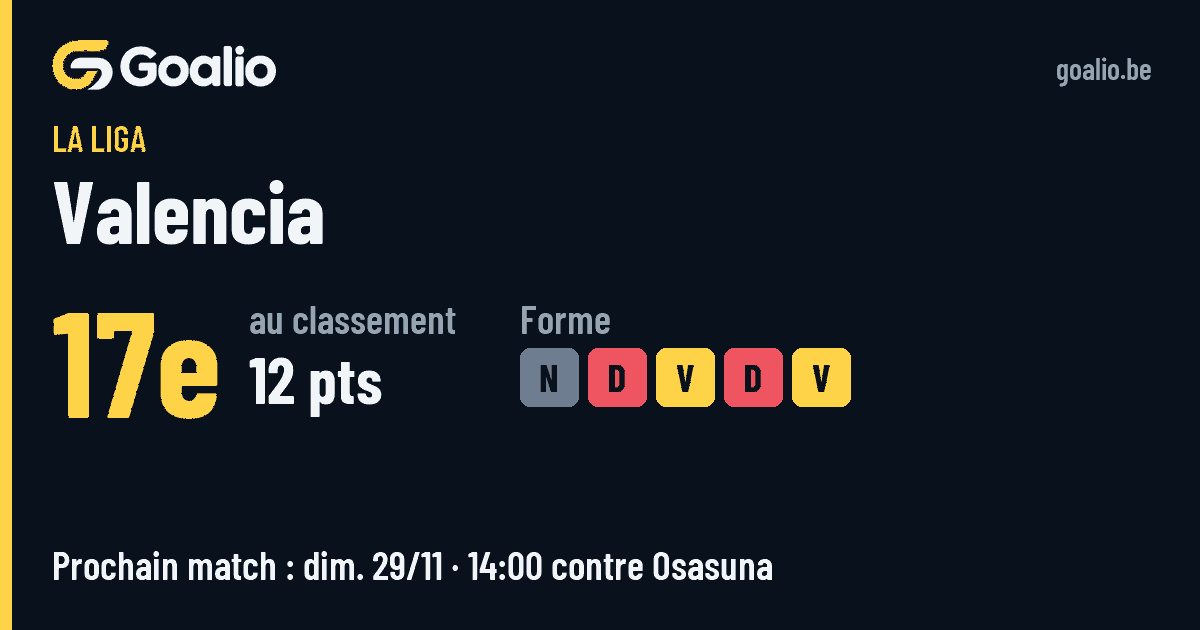 Goalio
goalio.be
LA LIGA
Valencia
17e
au classement
12 pts
Forme
N D V D V
Prochain match : dim. 29/11 · 14:00 contre Osasuna